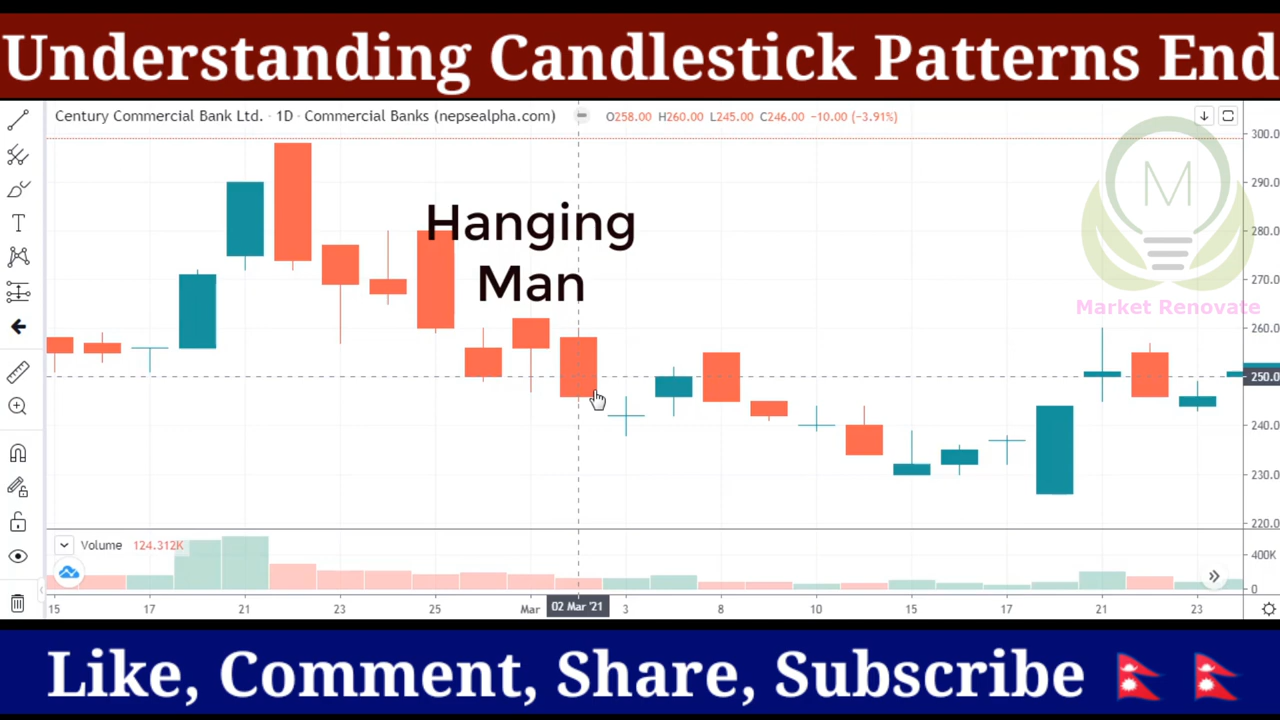 Understanding Candlestick Patterns End
Century Commercial Bank Ltd. · 1D · Commercial Banks (nepsealpha.com) O258.00 H260.00 L245.00 C246.00 −10.00 (−3.91%)
M
Market Renovate
Hanging
Man
300.0
290.0
280.0
270.0
260.0
250.0
240.0
230.0
220.0
Volume 124.312K
400K
0
15 17 21 23 25 Mar 02 Mar '21 3 8 10 15 17 21 23
Like, Comment, Share, Subscribe